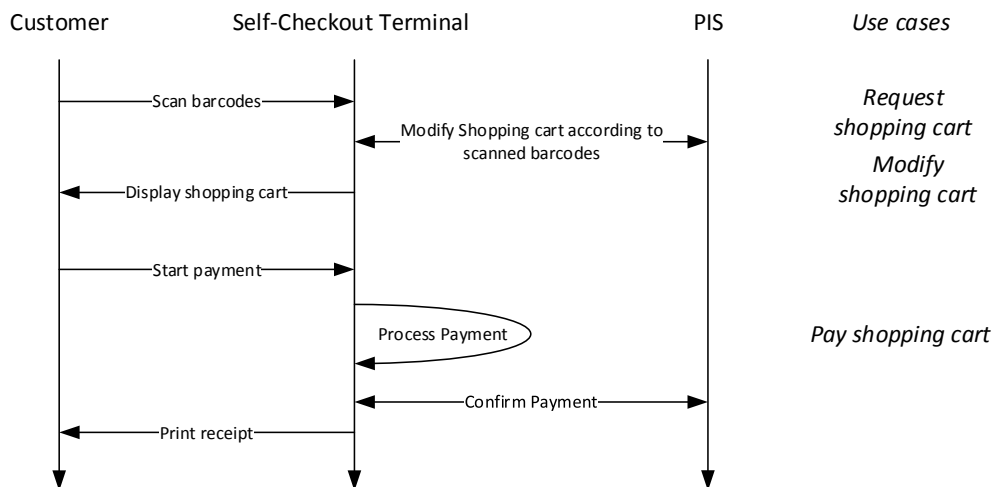 Customer
Self-Checkout Terminal
PIS
Use cases
Scan barcodes
Request
shopping cart
Modify Shopping cart according to
scanned barcodes
Modify
shopping cart
Display shopping cart
Start payment
Process Payment
Pay shopping cart
Confirm Payment
Print receipt